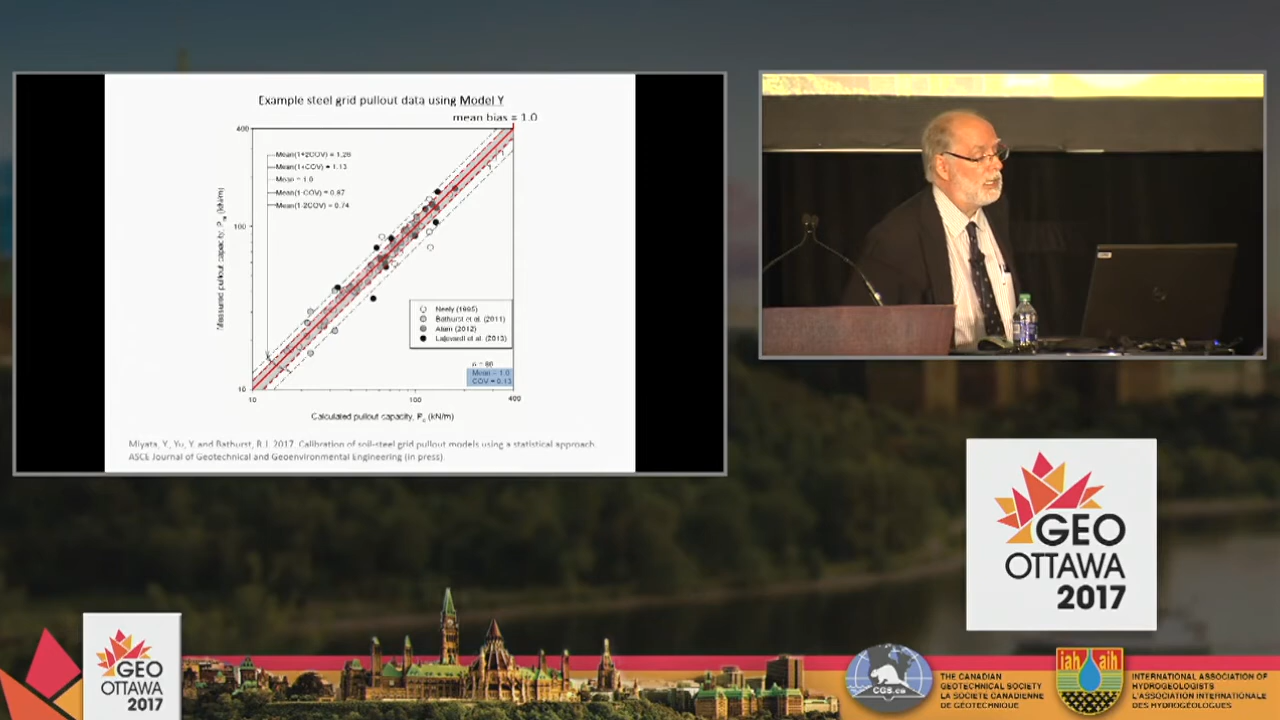 Example steel grid pullout data using Model Y
mean bias = 1.0
400
Mean(1+2COV) = 1.26
Mean(1+COV) = 1.13
Mean = 1.0
Mean(1-COV) = 0.87
Mean(1-2COV) = 0.74
100
Measured pullout capacity, (kN/m)
Neely (1995)
Bathurst et al. (2011)
Alam (2012)
et al. (2013)
n = 86
Mean = 1.0
COV = 0.13
10
10
100
400
Calculated pullout capacity, Pc (kN/m)
Miyata, Y., Yu, Y. and Bathurst, R.J. 2017. Calibration of soil-steel grid pullout models using a statistical approach.
ASCE Journal of Geotechnical and Geoenvironmental Engineering (in press).
GEO
OTTAWA
2017
GEO
OTTAWA
2017
CGS.ca
THE CANADIAN
GEOTECHNICAL SOCIETY
LA SOCIÉTÉ CANADIENNE
DE GÉOTECHNIQUE
iah aih
INTERNATIONAL ASSOCIATION OF
HYDROGEOLOGISTS
L'ASSOCIATION INTERNATIONALE
DES HYDROGÉOLOGUES